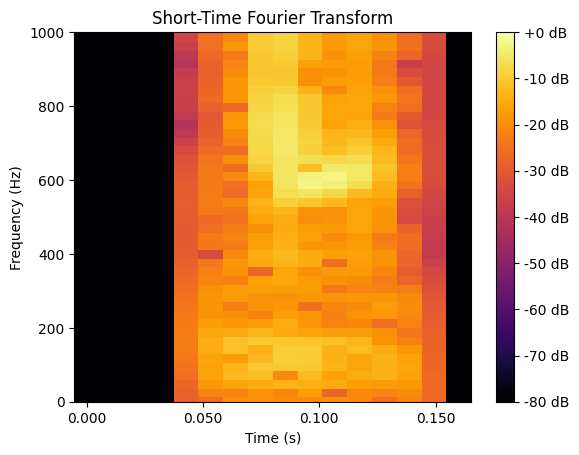 Short-Time Fourier Transform
1000
800
600
400
200
0
Frequency (Hz)
0.000
0.050
0.100
0.150
Time (s)
+0 dB
-10 dB
-20 dB
-30 dB
-40 dB
-50 dB
-60 dB
-70 dB
-80 dB